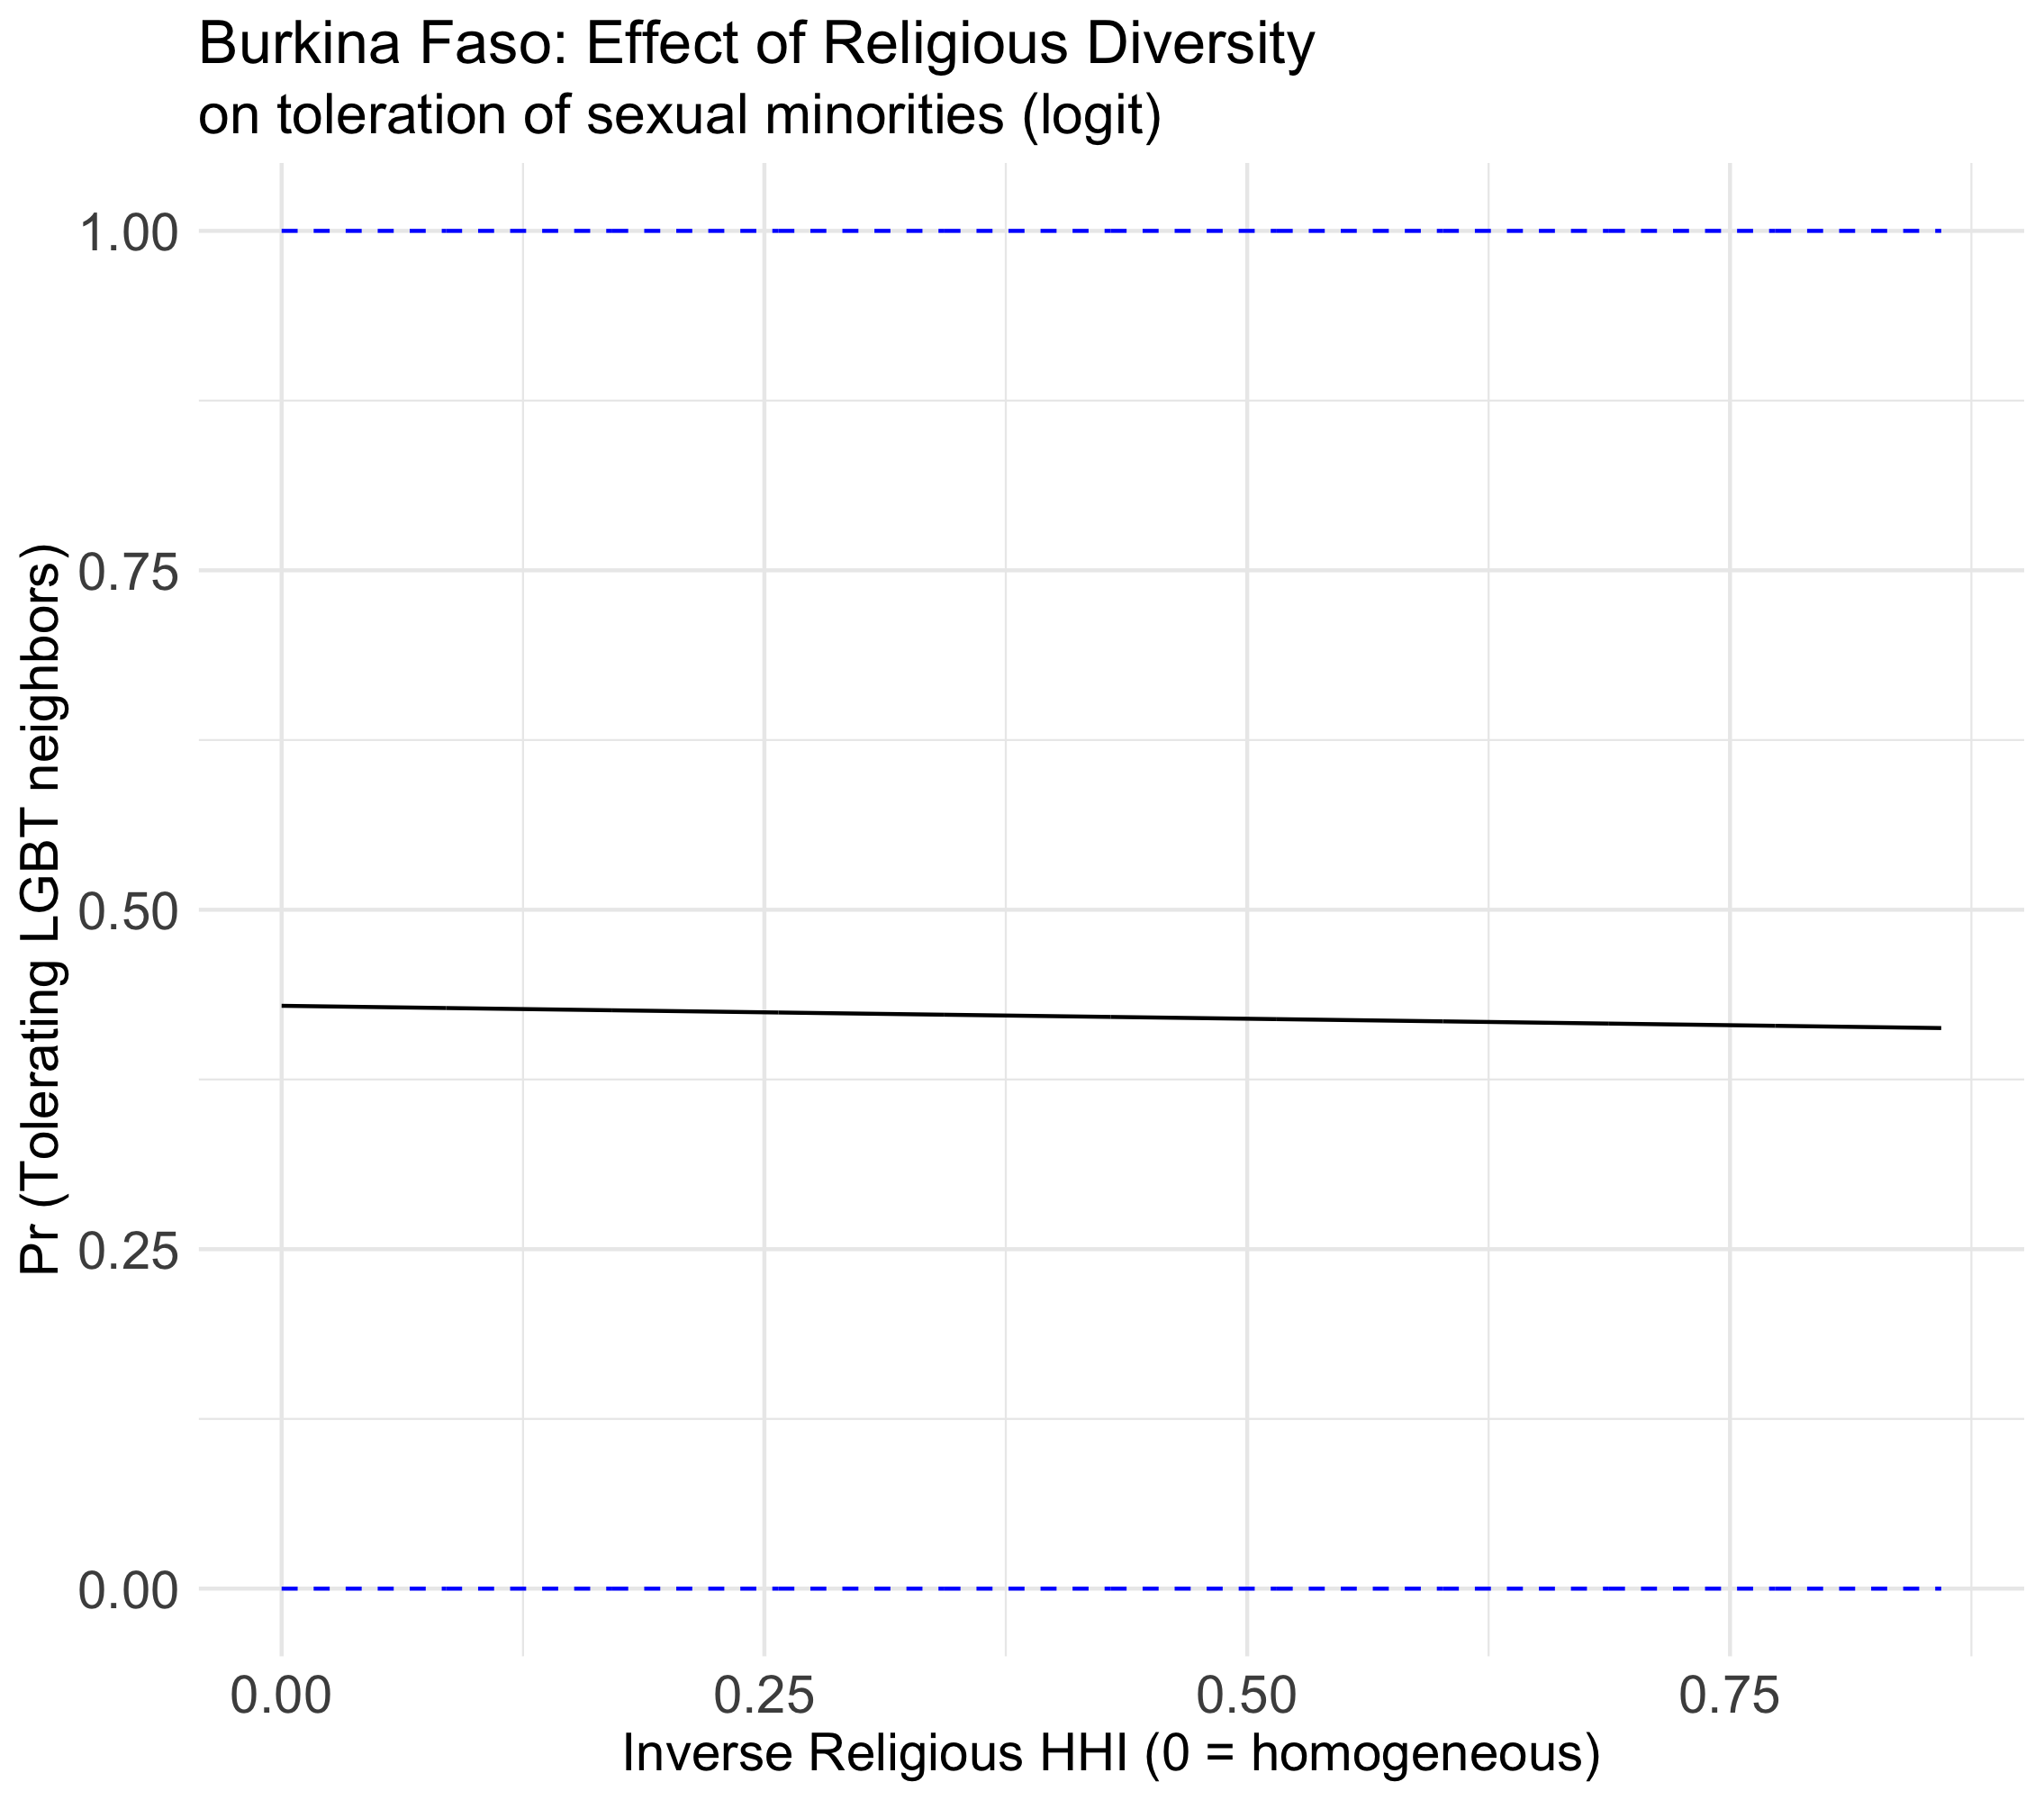 Burkina Faso: Effect of Religious Diversity
on toleration of sexual minorities (logit)
Pr (Tolerating LGBT neighbors)
1.00
0.75
0.50
0.25
0.00
0.00 0.25 0.50 0.75
Inverse Religious HHI (0 = homogeneous)